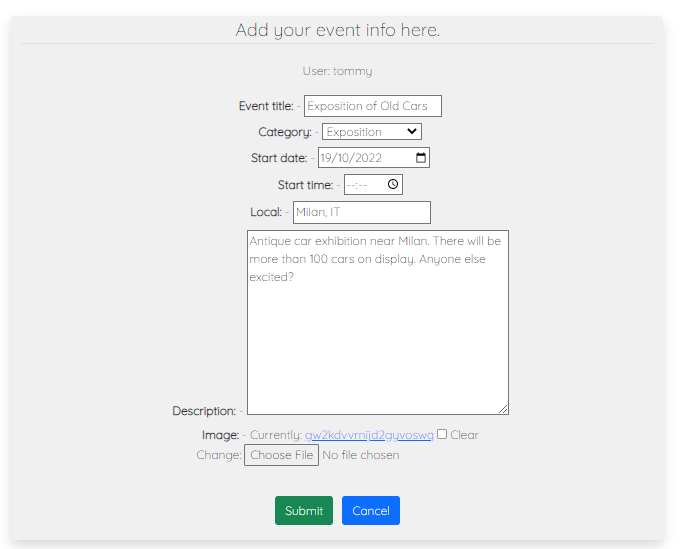 Add your event info here.
User: tommy
Event title: - Exposition of Old Cars
Category: - Exposition
Start date: - 19/10/2022
Start time: - --:--
Local: - Milan, IT
Antique car exhibition near Milan. There will be
more than 100 cars on display. Anyone else
excited?
Description: -
Image: - Currently: gw2kdvvrnijd2gyvoswq Clear
Change: Choose File No file chosen
Submit Cancel